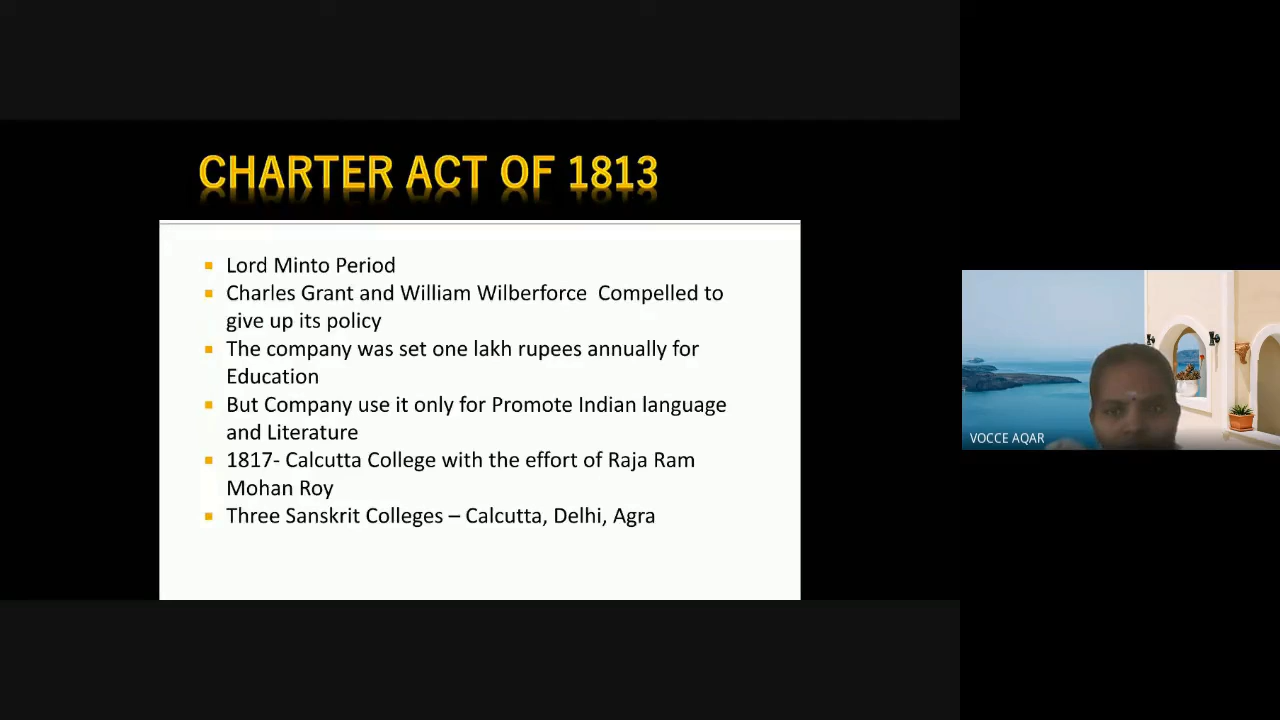 CHARTER ACT OF 1813
Lord Minto Period
Charles Grant and William Wilberforce Compelled to
give up its policy
The company was set one lakh rupees annually for
Education
But Company use it only for Promote Indian language
and Literature
1817- Calcutta College with the effort of Raja Ram
Mohan Roy
Three Sanskrit Colleges – Calcutta, Delhi, Agra
VOCCE AQAR